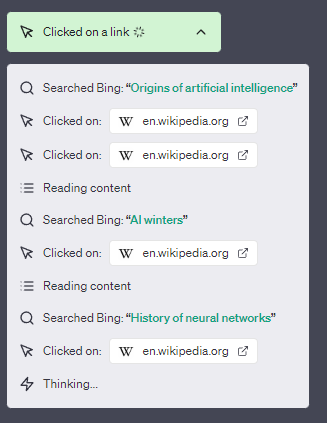 Clicked on a link
Searched Bing: “Origins of artificial intelligence”
Clicked on: W en.wikipedia.org
Clicked on: W en.wikipedia.org
Reading content
Searched Bing: “AI winters”
Clicked on: W en.wikipedia.org
Reading content
Searched Bing: “History of neural networks”
Clicked on: W en.wikipedia.org
Thinking...